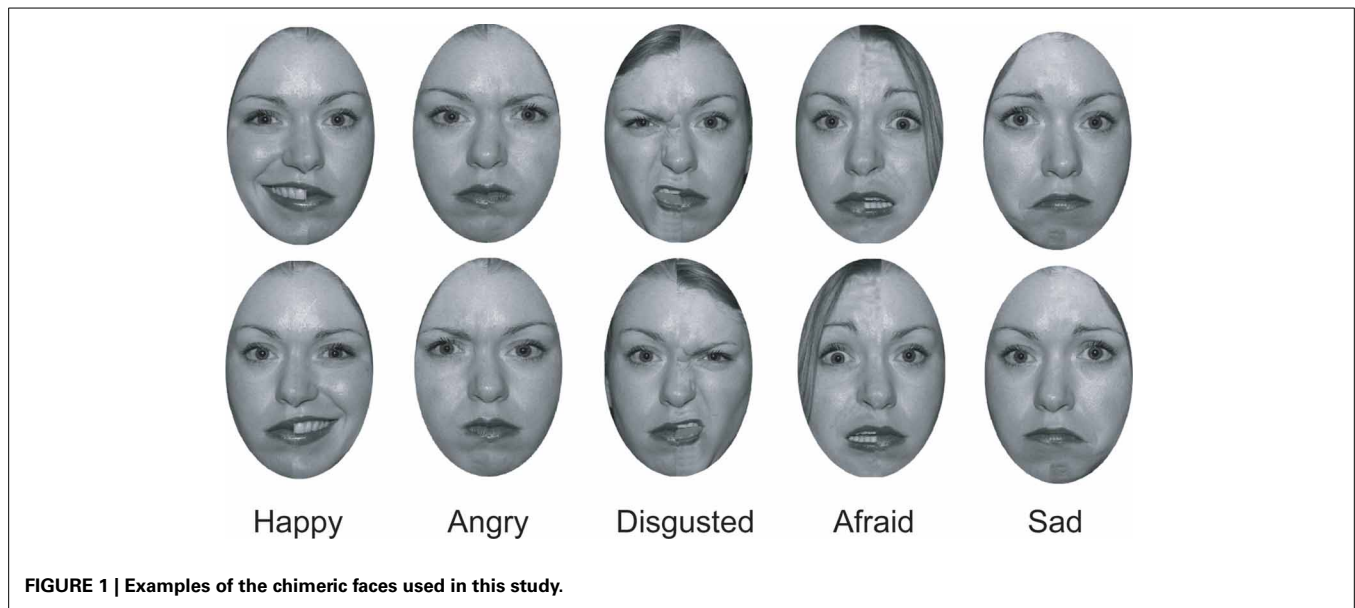 Happy Angry Disgusted Afraid Sad
FIGURE 1 | Examples of the chimeric faces used in this study.